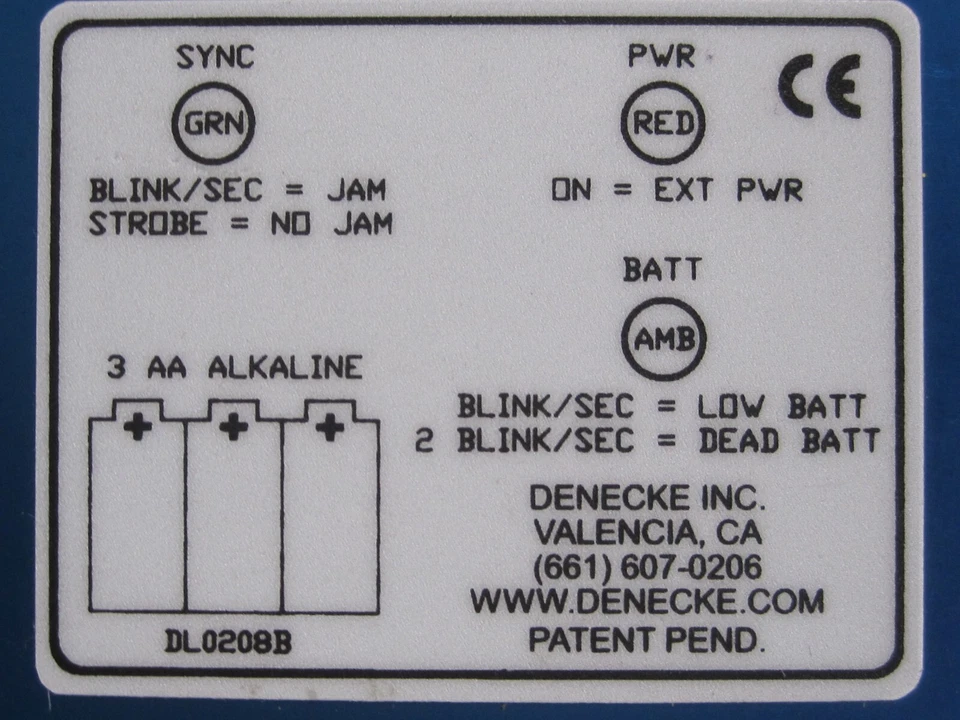 SYNC
GRN
BLINK/SEC = JAM
STROBE = NO JAM
PWR
RED
ON = EXT PWR
CE
BATT
AMB
BLINK/SEC = LOW BATT
2 BLINK/SEC = DEAD BATT
3 AA ALKALINE
+ + +
DL0208B
DENECKE INC.
VALENCIA, CA
(661) 607-0206
WWW.DENECKE.COM
PATENT PEND.